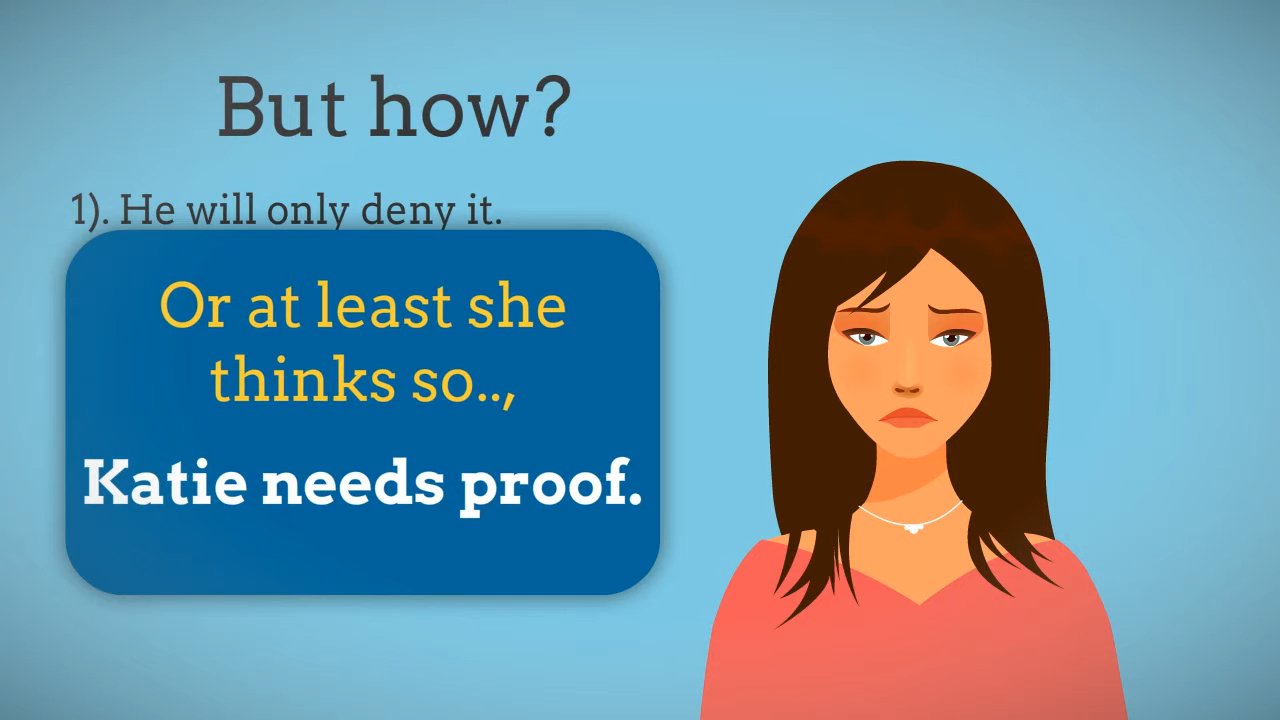 But how?
1). He will only deny it.
Or at least she
thinks so..,
Katie needs proof.